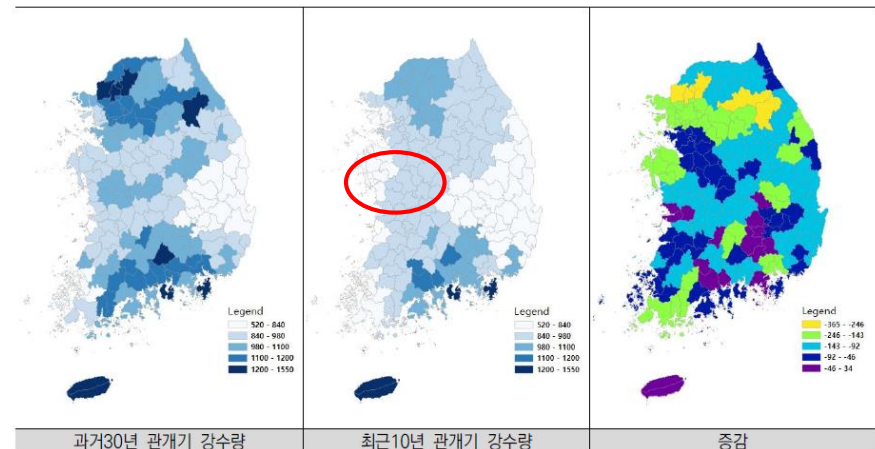 Legend
520 - 840
840 - 980
980 - 1100
1100 - 1200
1200 - 1550
과거30년 관개기 강수량
Legend
520 - 840
840 - 980
980 - 1100
1100 - 1200
1200 - 1550
최근10년 관개기 강수량
Legend
-365 - -246
-246 - -143
-143 - -92
-92 - -46
-46 - 34
증감